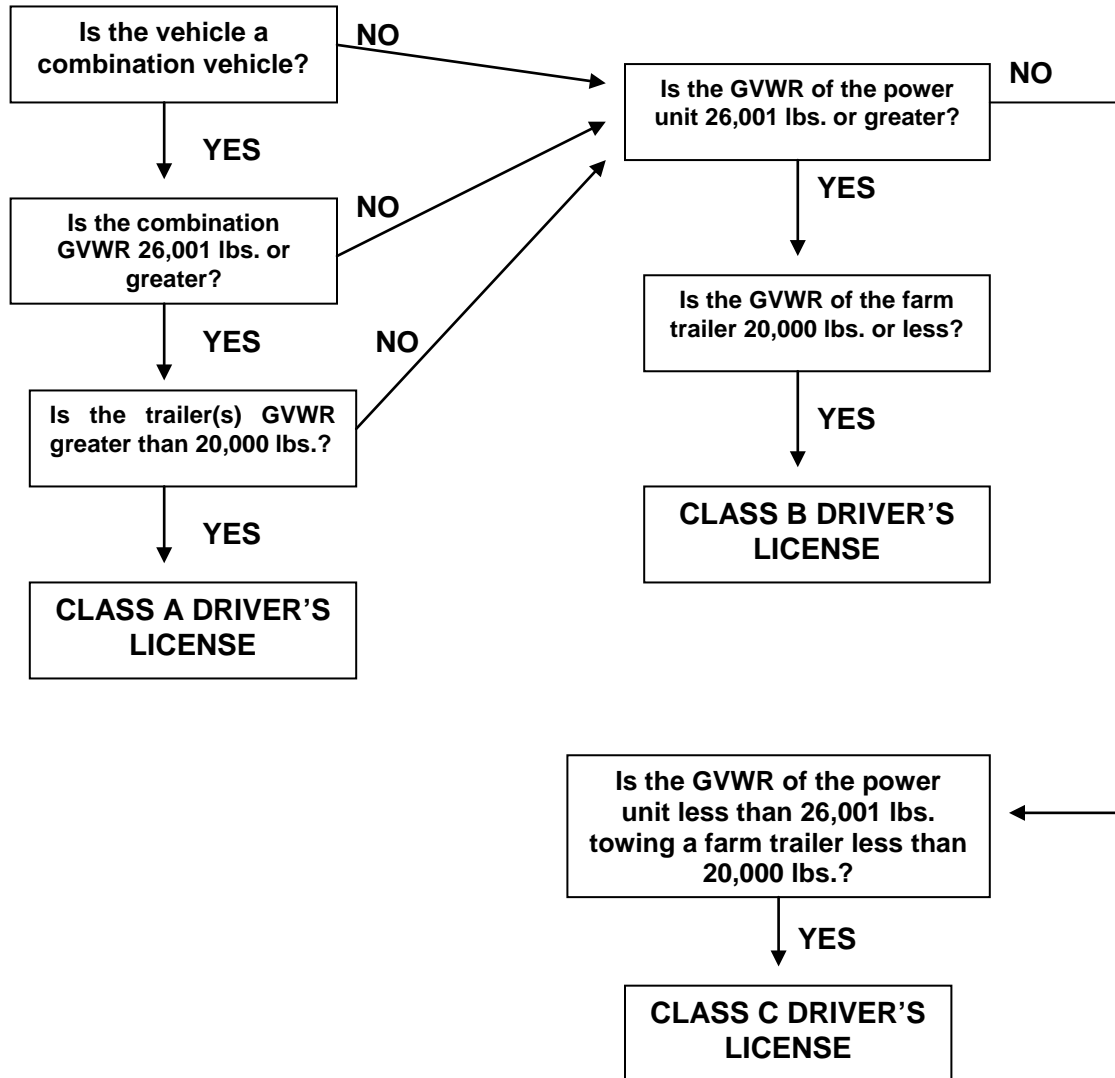 Is the vehicle a
combination vehicle?
NO
YES
Is the combination
GVWR 26,001 lbs. or
greater?
NO
YES
Is the trailer(s) GVWR
greater than 20,000 lbs.?
NO
YES
CLASS A DRIVER'S
LICENSE
Is the GVWR of the power
unit 26,001 lbs. or greater?
NO
YES
Is the GVWR of the farm
trailer 20,000 lbs. or less?
YES
CLASS B DRIVER'S
LICENSE
Is the GVWR of the power
unit less than 26,001 lbs.
towing a farm trailer less than
20,000 lbs.?
YES
CLASS C DRIVER'S
LICENSE